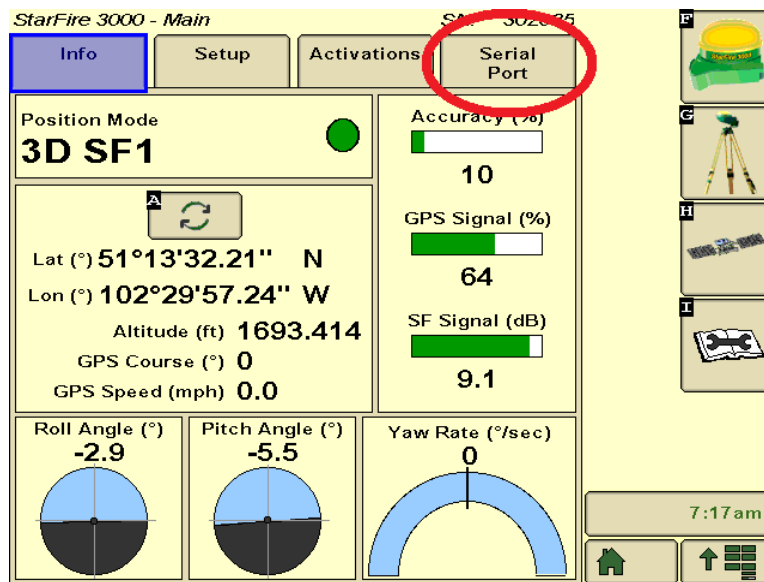 StarFire 3000 - Main
Info
Setup
Activations
Serial
Port
Position Mode
3D SF1
Accuracy (%)
10
GPS Signal (%)
64
SF Signal (dB)
9.1
A
Lat (°) 51°13'32.21" N
Lon (°) 102°29'57.24" W
Altitude (ft) 1693.414
GPS Course (°) 0
GPS Speed (mph) 0.0
Roll Angle (°)
-2.9
Pitch Angle (°)
-5.5
Yaw Rate (°/sec)
0
F
StarFire 3000
G
H
I
7:17am